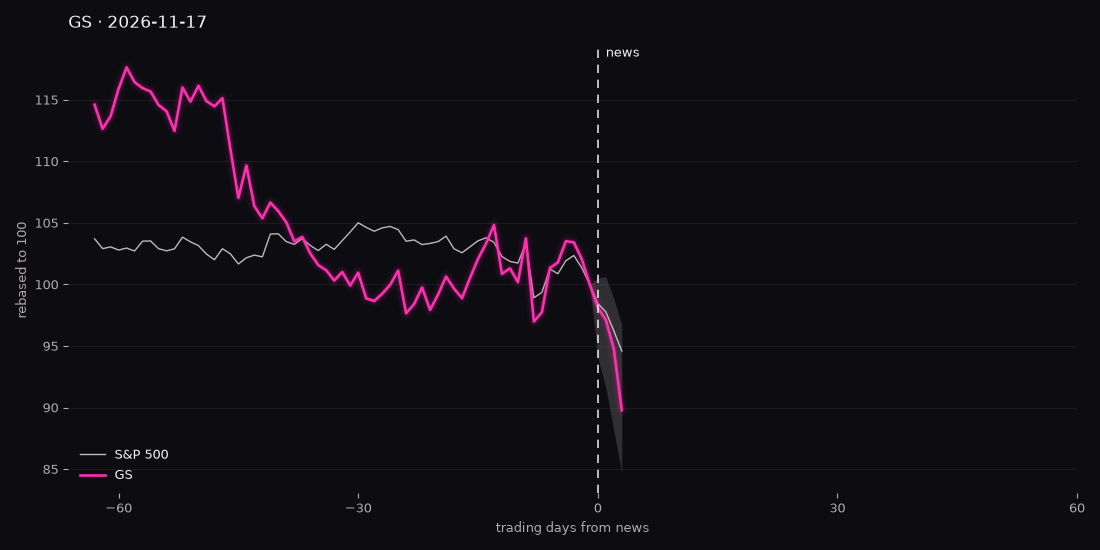 GS · 2026-11-17
news
115
110
105
100
95
90
85
rebased to 100
S&P 500
GS
−60
−30
0
30
60
trading days from news